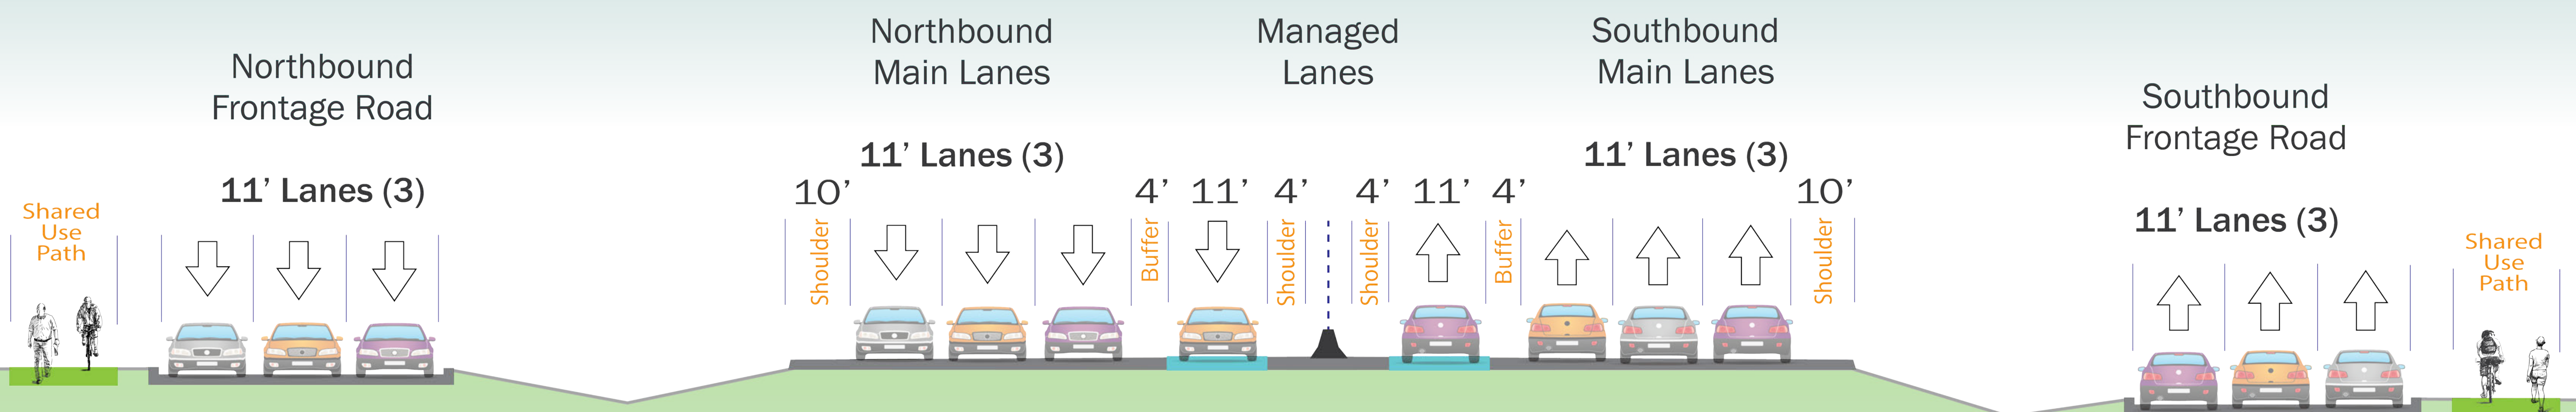 Northbound
Frontage Road
11’ Lanes (3)
Shared
Use
Path
Northbound
Main Lanes
11’ Lanes (3)
Managed
Lanes
Southbound
Main Lanes
11’ Lanes (3)
10’ 4’ 11’ 4’ 4’ 11’ 4’ 10’
Shoulder
Buffer
Shoulder
Shoulder
Buffer
Shoulder
Southbound
Frontage Road
11’ Lanes (3)
Shared
Use
Path